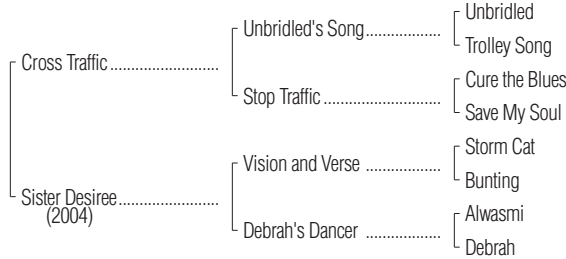 Unbridled
Unbridled's Song....................
Trolley Song
Cross Traffic ............................
Cure the Blues
Stop Traffic ..............................
Save My Soul
Storm Cat
Vision and Verse ...................
Bunting
Sister Desiree..........................
(2004)
Alwasmi
Debrah's Dancer ...................
Debrah